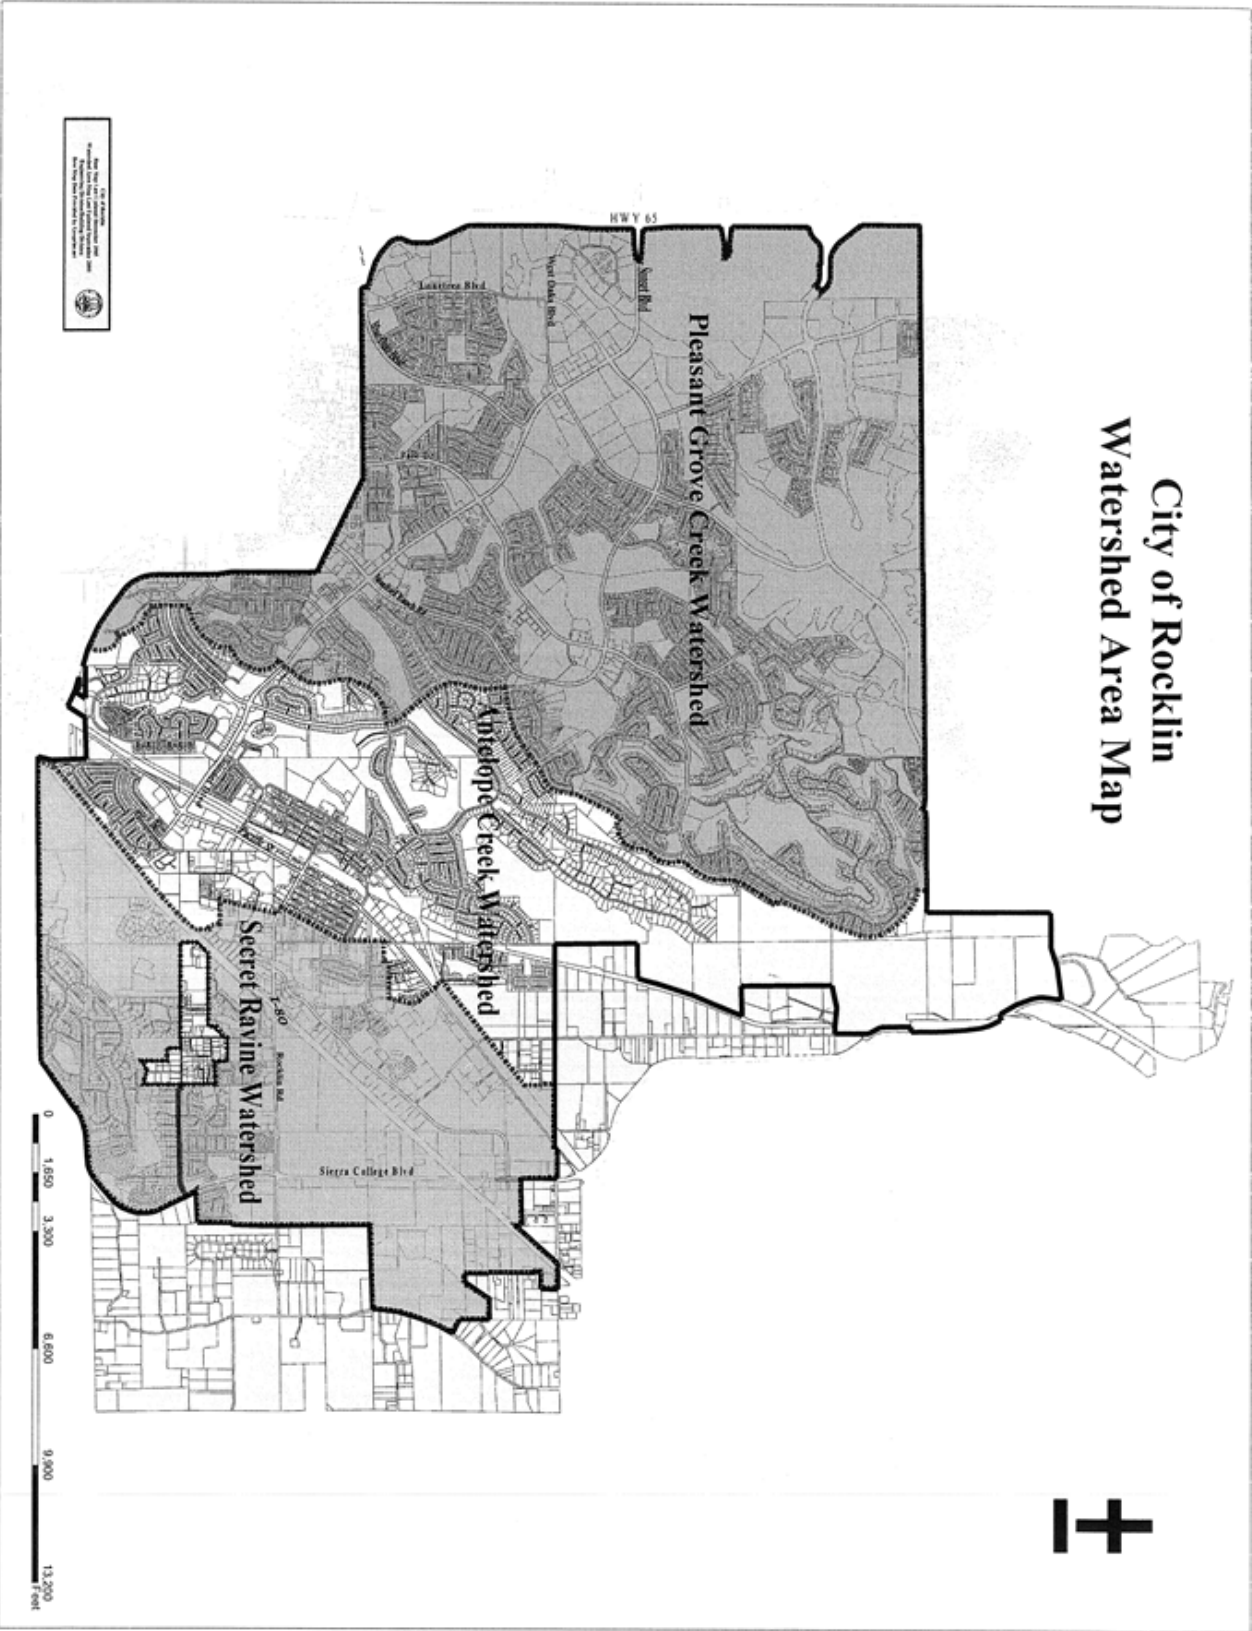 City of Rocklin
Watershed Area Map
HWY 65
Sunset Blvd
West Oaks Blvd
Lonetree Blvd
Pleasant Grove Creek Watershed
Antelope Creek Watershed
Secret Ravine Watershed
I-80
Rocklin Rd
Sierra College Blvd
0
1,650
3,300
6,600
9,900
13,200
Feet